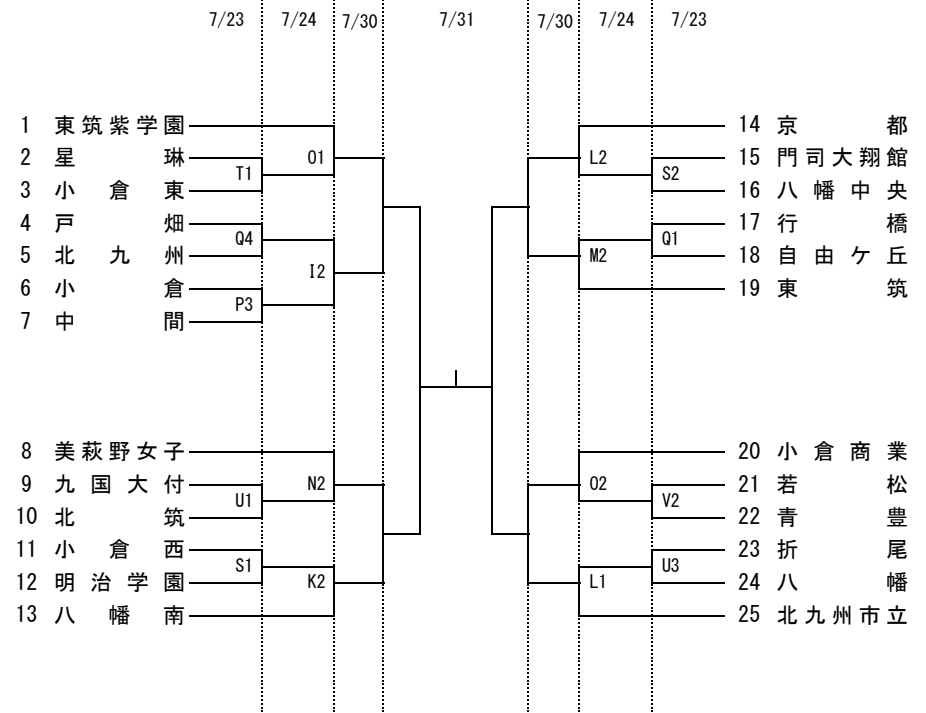 7/23 7/24 7/30 7/31 7/30 7/24 7/23
1 東筑紫学園
2 星琳
3 小倉東
4 戸畑
5 北九州
6 小倉
7 中間
T1
Q4
P3
O1
I2
8 美萩野女子
9 九国大付
10 北筑
11 小倉西
12 明治学園
13 八幡南
U1
S1
N2
K2
14 京都
15 門司大翔館
16 八幡中央
17 行橋
18 自由ケ丘
19 東筑
L2
M2
S2
Q1
20 小倉商業
21 若松
22 青豊
23 折尾
24 八幡
25 北九州市立
O2
L1
V2
U3